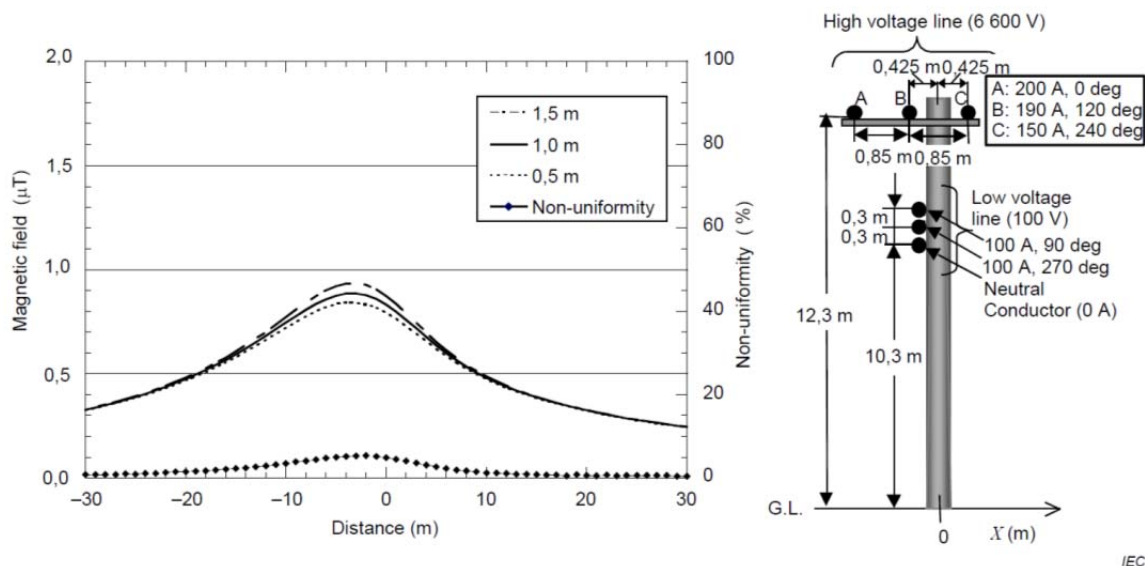 2,0
1,5
1,0
0,5
0,0
Magnetic field (μT)
100
80
60
40
20
0
Non-uniformity (%)
1,5 m
1,0 m
0,5 m
Non-uniformity
–30
–20
–10
0
10
20
30
Distance (m)
High voltage line (6 600 V)
0,425 m
0,425 m
A
B
C
A: 200 A, 0 deg
B: 190 A, 120 deg
C: 150 A, 240 deg
0,85 m
0,85 m
0,3 m
0,3 m
Low voltage
line (100 V)
100 A, 90 deg
100 A, 270 deg
Neutral
Conductor (0 A)
12,3 m
10,3 m
G.L.
0
X (m)
IEC